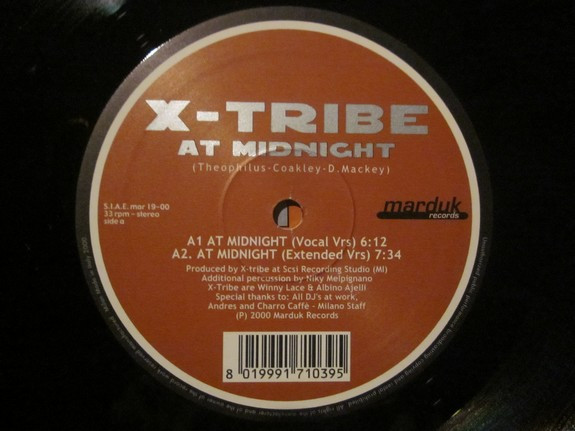 X-TRIBE
AT MIDNIGHT
(Theophilus-Coakley-D.Mackey)
S.I.A.E. mar 19-00
33 rpm - stereo
side a
marduk
records
A1 AT MIDNIGHT (Vocal Vrs) 6:12
A2. AT MIDNIGHT (Extended Vrs) 7:34
Produced by X-tribe at Scsi Recording Studio (MI)
Additional percussion by Niky Melpignano
X-Tribe are Winny Lace & Albino Ajelli
Special thanks to: All DJ's at work,
Andres and Charro Caffè - Milano Staff
(P) 2000 Marduk Records
8 019991 710395